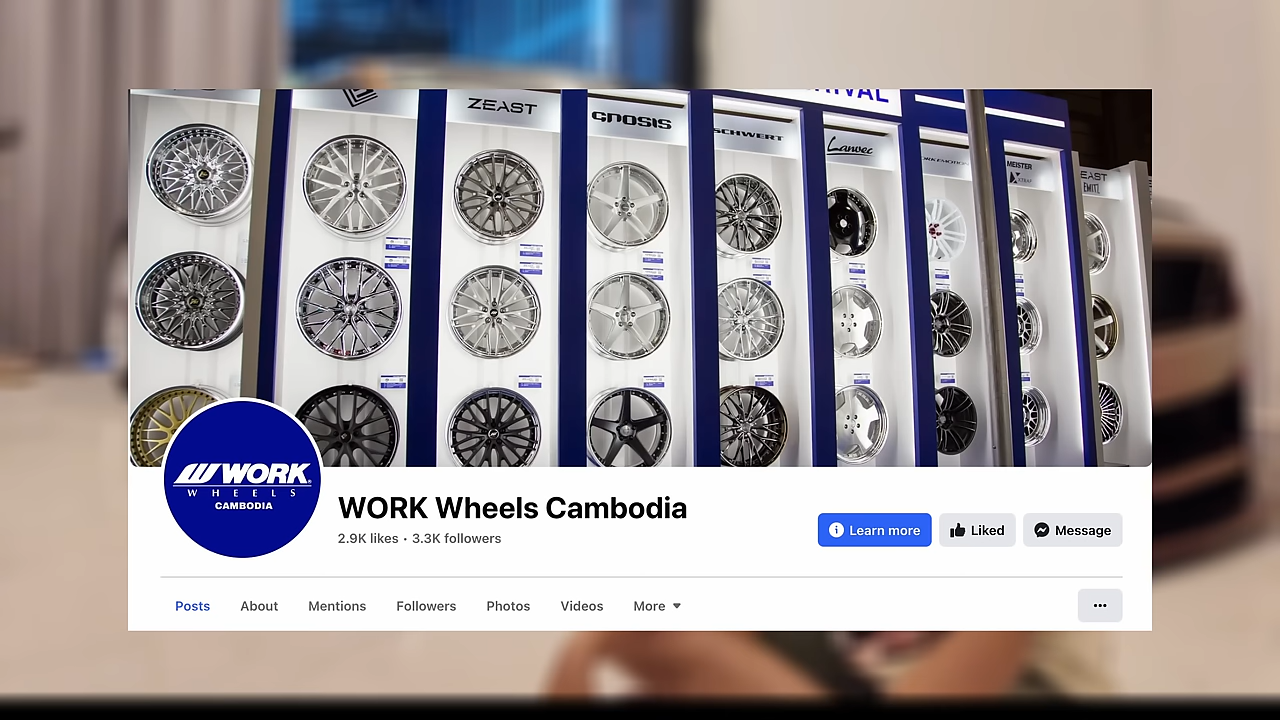 ZEAST
GNOSIS
SCHWERT
Lanvec
MEISTER
WORK
WHEELS
CAMBODIA
WORK Wheels Cambodia
2.9K likes • 3.3K followers
Learn more
Liked
Message
Posts
About
Mentions
Followers
Photos
Videos
More